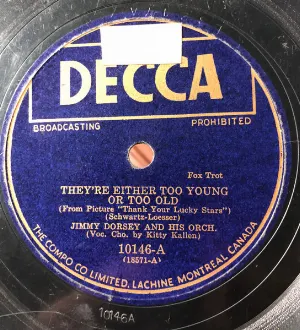 DECCA
BROADCASTING PROHIBITED
Fox Trot
THEY'RE EITHER TOO YOUNG
OR TOO OLD
(From Picture "Thank Your Lucky Stars")
(Schwartz-Loesser)
JIMMY DORSEY AND HIS ORCH.
(Voc. Cho. by Kitty Kallen)
10146-A
(18571-A)
THE COMPO CO LIMITED, LACHINE MONTREAL CANADA
10146A